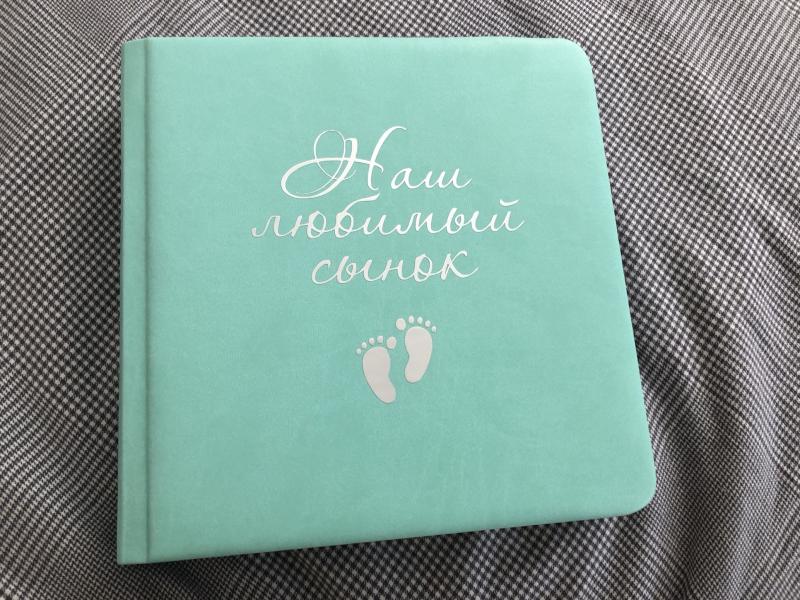 Наш
любимый
сынок